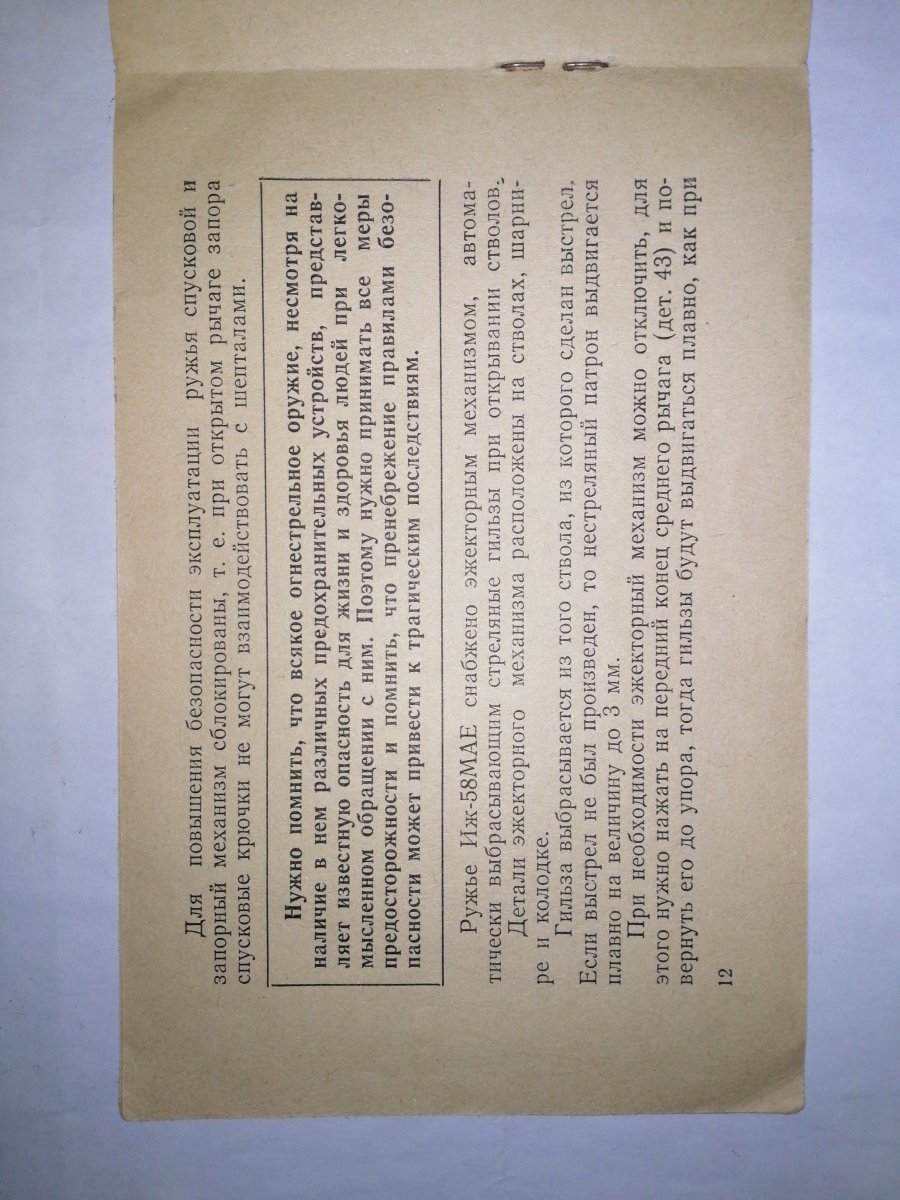 Для повышения безопасности эксплуатации ружья спусковой и
запорный механизм сблокированы, т. е. при открытом рычаге запора
спусковые крючки не могут взаимодействовать с шепталами.
Нужно помнить, что всякое огнестрельное оружие, несмотря на
наличие в нем различных предохранительных устройств, представ-
ляет известную опасность для жизни и здоровья людей при легко-
мысленном обращении с ним. Поэтому нужно принимать все меры
предосторожности и помнить, что пренебрежение правилами безо-
пасности может привести к трагическим последствиям.
Ружье Иж-58МАЕ снабжено эжекторным механизмом, автома-
тически выбрасывающим стреляные гильзы при открывании стволов.
Детали эжекторного механизма расположены на стволах, шарни-
ре и колодке.
Гильза выбрасывается из того ствола, из которого сделан выстрел.
Если выстрел не был произведен, то нестреляный патрон выдвигается
плавно на величину до 3 мм.
При необходимости эжекторный механизм можно отключить, для
этого нужно нажать на передний конец среднего рычага (дет. 43) и по-
вернуть его до упора, тогда гильзы будут выдвигаться плавно, как при
12